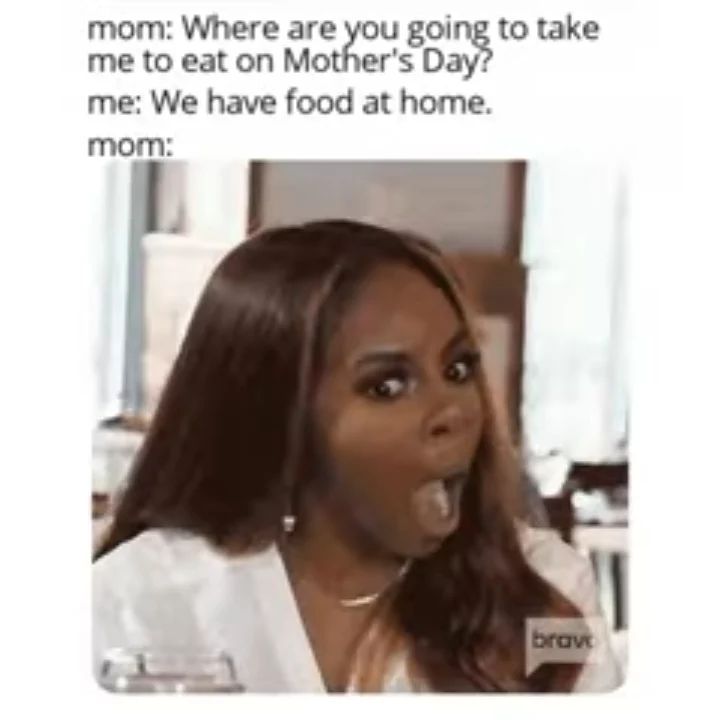 mom: Where are you going to take
me to eat on Mother's Day?
me: We have food at home.
mom:
bravo